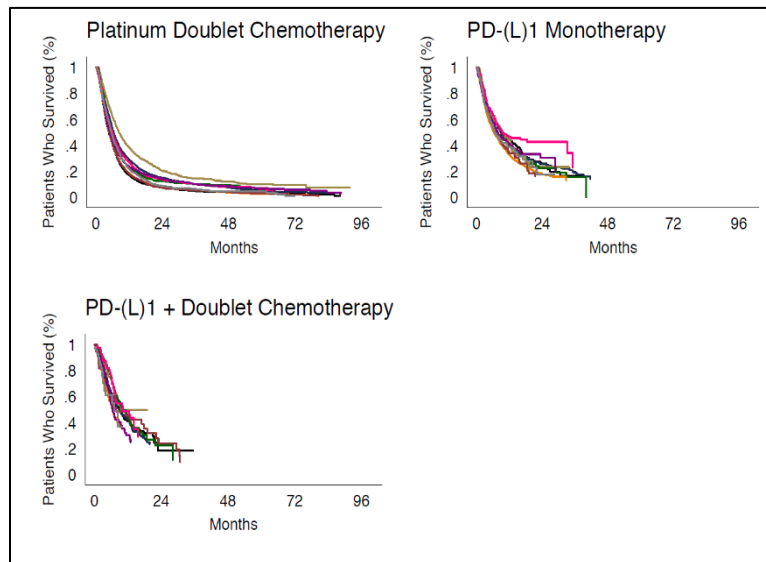 Platinum Doublet Chemotherapy
Patients Who Survived (%)
1
.8
.6
.4
.2
0
0 24 48 72 96
Months
PD-(L)1 Monotherapy
Patients Who Survived (%)
1
.8
.6
.4
.2
0
0 24 48 72 96
Months
PD-(L)1 + Doublet Chemotherapy
Patients Who Survived (%)
1
.8
.6
.4
.2
0
0 24 48 72 96
Months